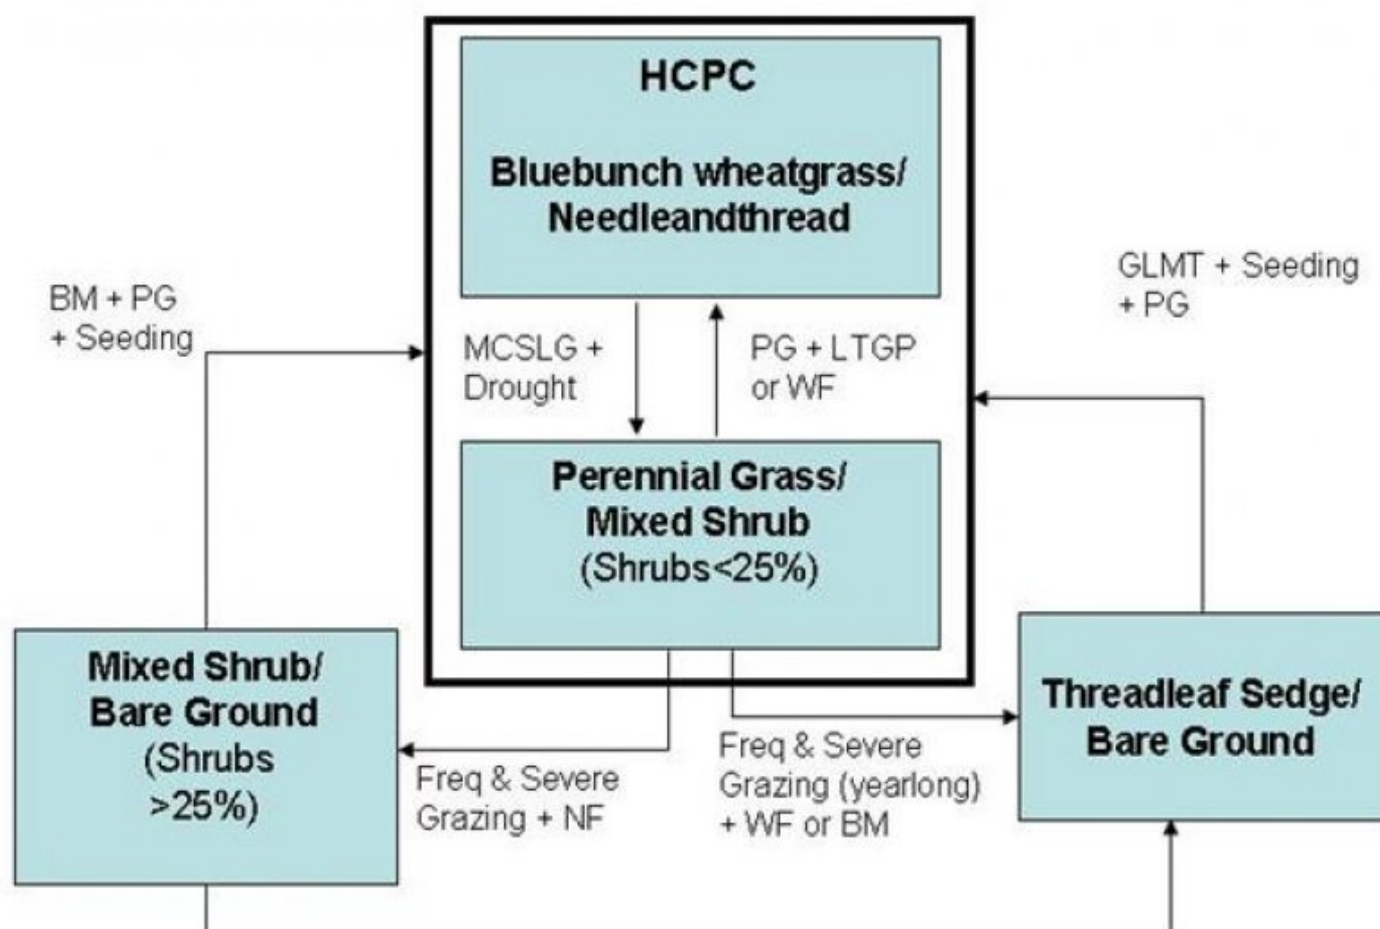 HCPC
Bluebunch wheatgrass/
Needleandthread
BM + PG
+ Seeding
GLMT + Seeding
+ PG
MCSLG +
Drought
PG + LTGP
or WF
Perennial Grass/
Mixed Shrub
(Shrubs<25%)
Mixed Shrub/
Bare Ground
(Shrubs
>25%)
Threadleaf Sedge/
Bare Ground
Freq & Severe
Grazing + NF
Freq & Severe
Grazing (yearlong)
+ WF or BM